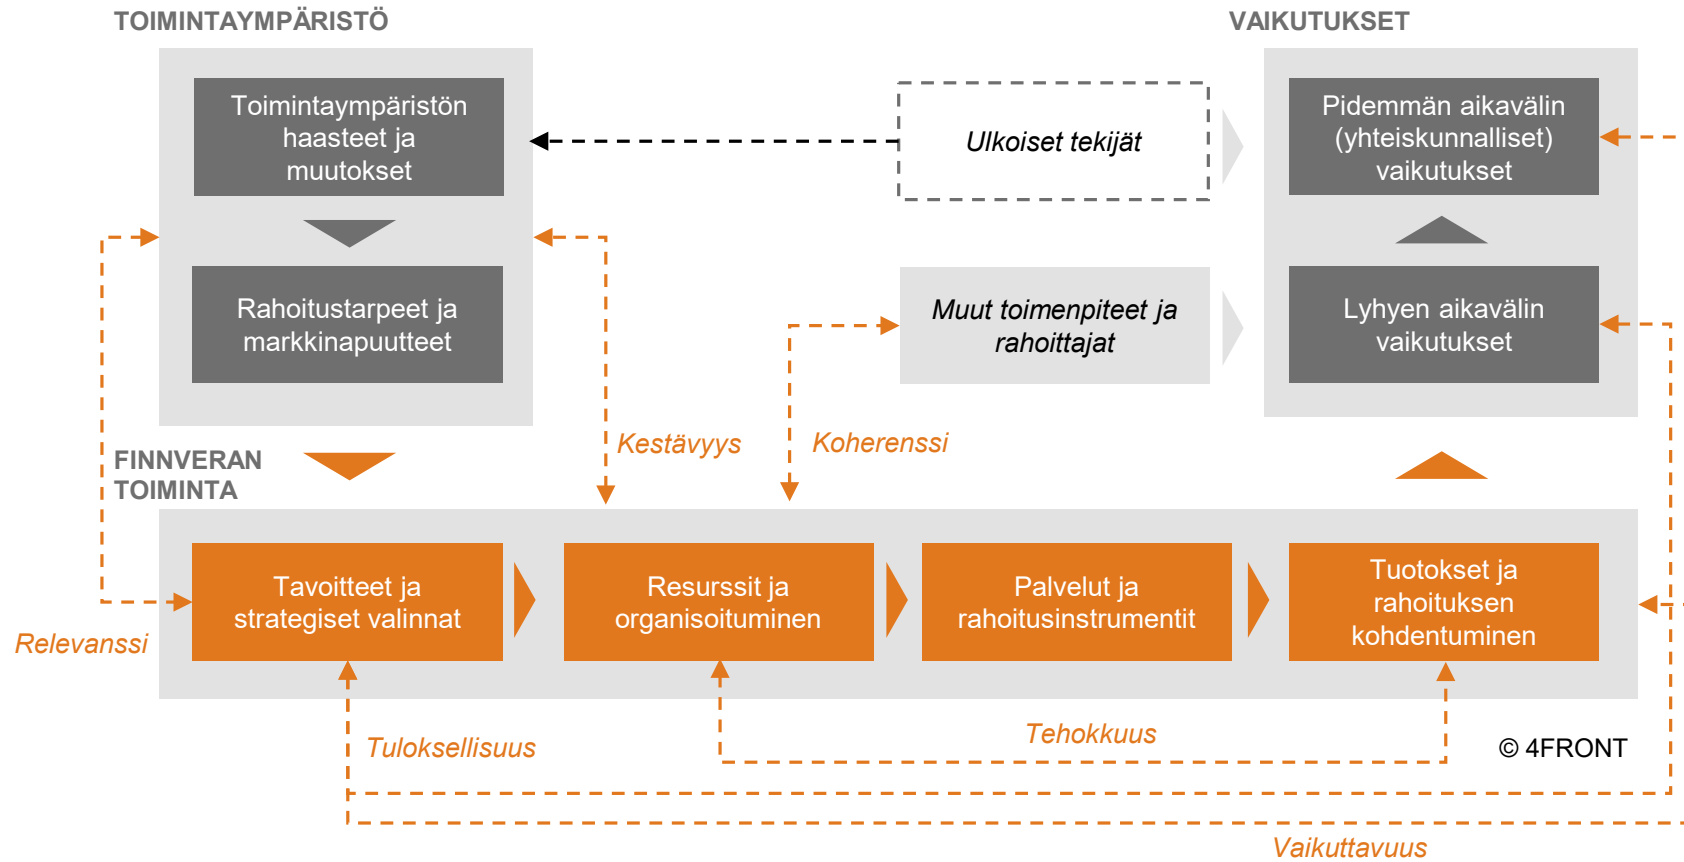 TOIMINTAYMPÄRISTÖ
Toimintaympäristön
haasteet ja
muutokset
Rahoitustarpeet ja
markkinapuutteet
Ulkoiset tekijät
Muut toimenpiteet ja
rahoittajat
VAIKUTUKSET
Pidemmän aikavälin
(yhteiskunnalliset)
vaikutukset
Lyhyen aikavälin
vaikutukset
Kestävyys
Koherenssi
FINNVERAN
TOIMINTA
Tavoitteet ja
strategiset valinnat
Resurssit ja
organisoituminen
Palvelut ja
rahoitusinstrumentit
Tuotokset ja
rahoituksen
kohdentuminen
Relevanssi
Tuloksellisuus
Tehokkuus
© 4FRONT
Vaikuttavuus